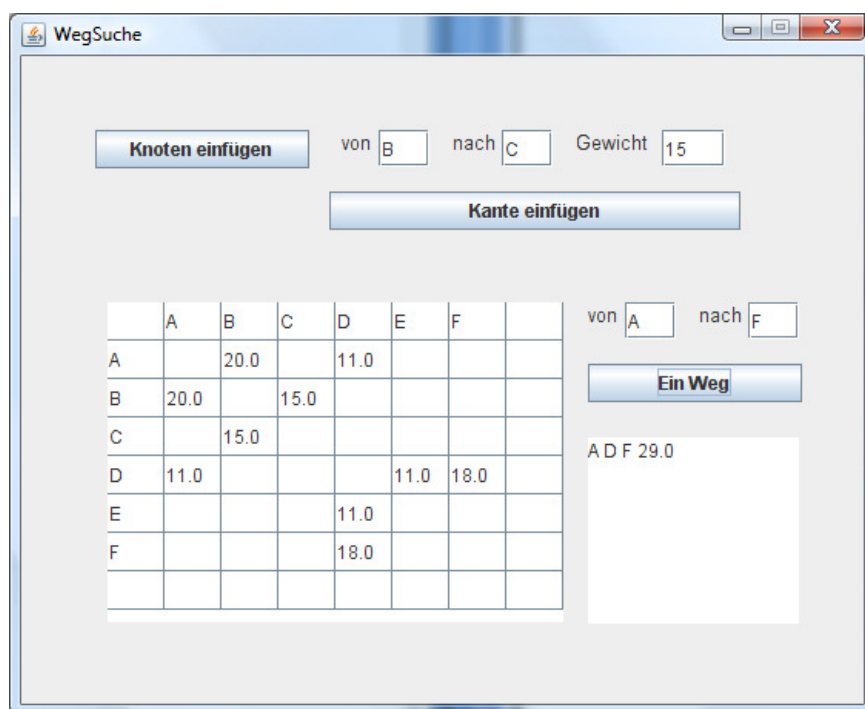 WegSuche
Knoten einfügen von B nach C Gewicht 15
Kante einfügen
A B C D E F
A 20.0 11.0
B 20.0 15.0
C 15.0
D 11.0 11.0 18.0
E 11.0
F 18.0
von A nach F
Ein Weg
A D F 29.0